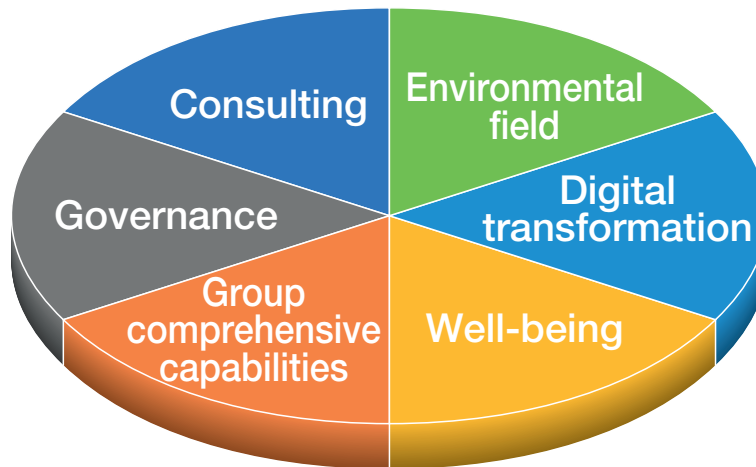 Consulting
Environmental
field
Governance
Digital
transformation
Group
comprehensive
capabilities
Well-being